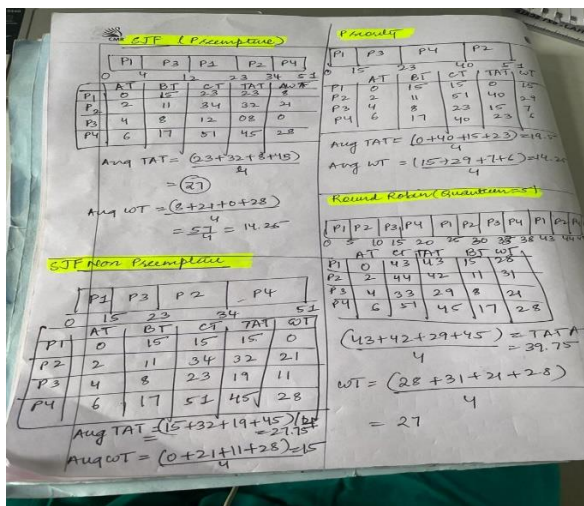 CMR
SJF (Preemptive)
P1 P3 P1 P2 P4
0 4 12 23 34 51
AT BT CT TAT
P1 0 15 23 23 8
P2 2 11 34 32 21
P3 4 8 12 08 0
P4 6 17 51 45 28
Avg TAT = (23+32+8+45)
4
= 27
Avg WT = (8+21+0+28)
4
= 57/4 = 14.25
SJF Non Preemptive
P1 P3 P2 P4
0 15 23 34 51
AT BT CT TAT WT
P1 0 15 15 15 0
P2 2 11 34 32 21
P3 4 8 23 19 11
P4 6 17 51 45 28
Avg TAT = (15+32+19+45)
= 27.75
Avg WT = (0+21+11+28) = 15
4
Priority
P1 P3 P4 P2
0 15 23 40 51
AT BT CT TAT WT
P1 0 15 15 0 15
P2 2 11 51 40 29
P3 4 8 23 15 7
P4 6 17 40 23 6
Avg TAT = (0+40+15+23) = 19.5
4
Avg WT = (15+29+7+6) = 14.25
4
Round Robin (Quantum = 5)
P1 P2 P3 P4 P1 P2 P3 P4 P1 P2 P4
0 5 10 15 20 25 30 33 38 43 44
AT CT TAT BT WT
P1 0 43 43 15 28
P2 2 44 42 11 31
P3 4 33 29 8 21
P4 6 51 45 17 28
(43+42+29+45) = TATA
4 = 39.75
WT = (28+31+21+28)
4
= 27